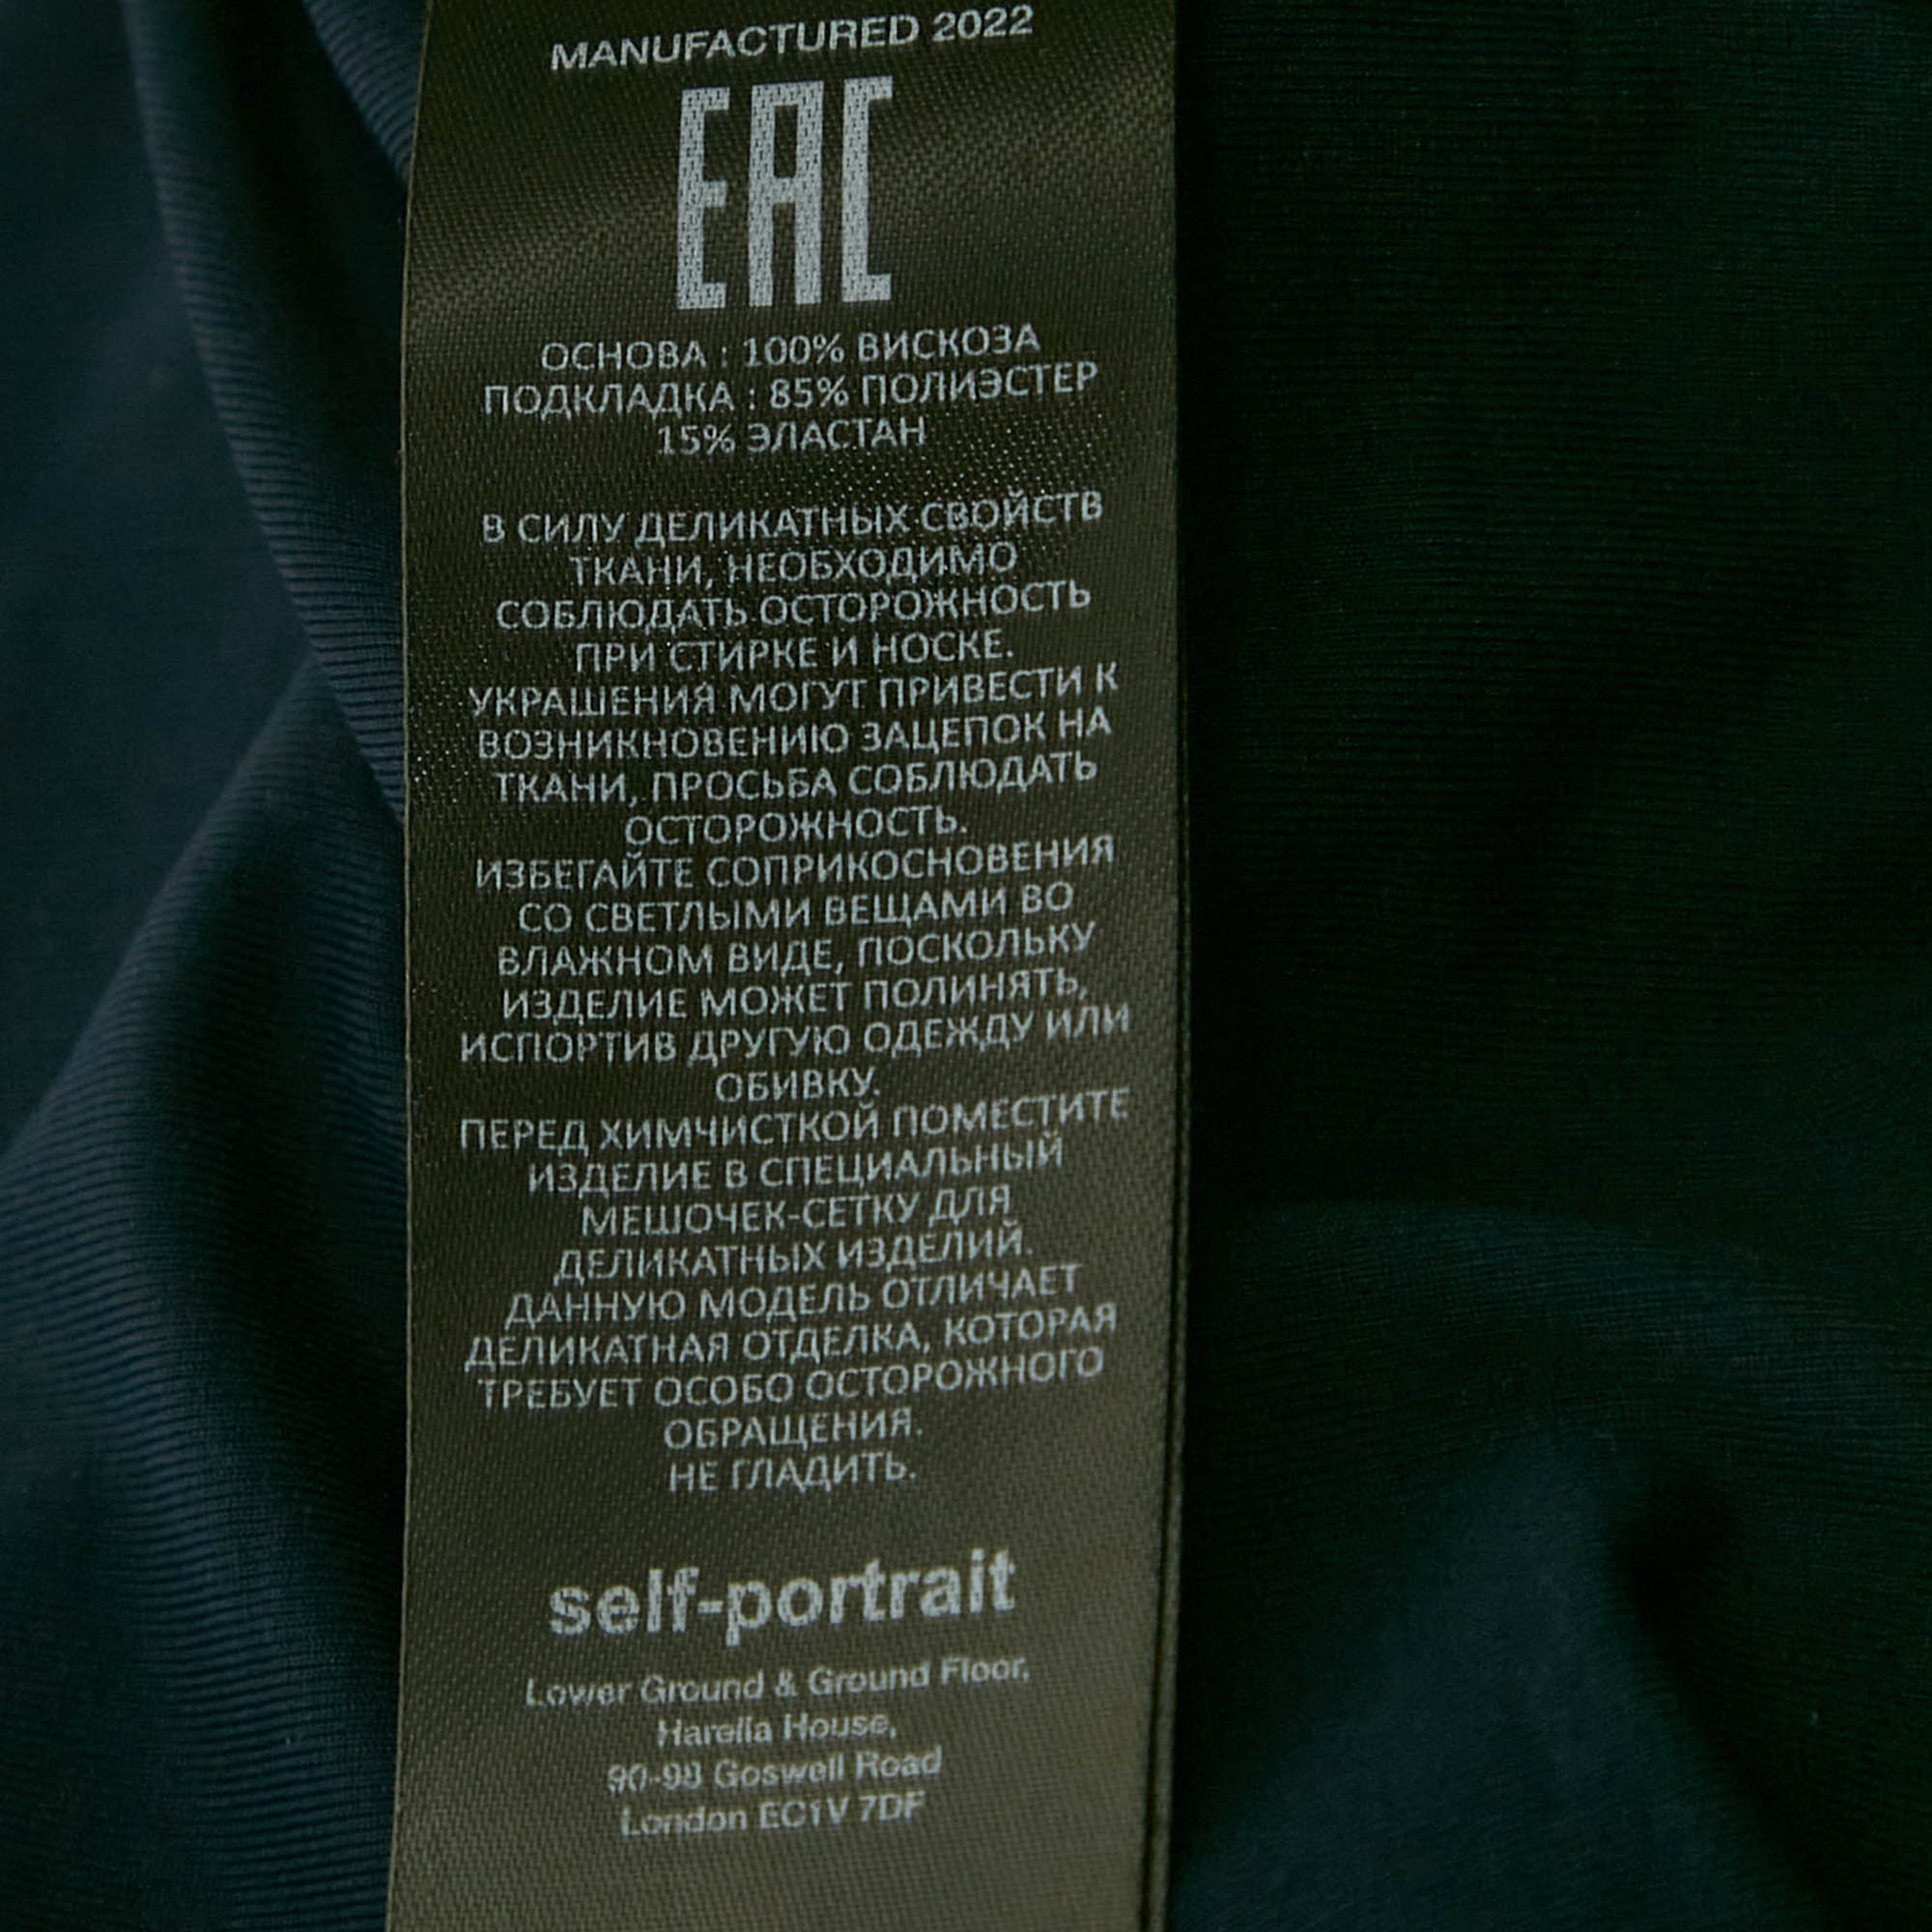 MANUFACTURED 2022
EAC
ОСНОВА : 100% ВИСКОЗА
ПОДКЛАДКА : 85% ПОЛИЭСТЕР
15% ЭЛАСТАН
В СИЛУ ДЕЛИКАТНЫХ СВОЙСТВ
ТКАНИ, НЕОБХОДИМО
СОБЛЮДАТЬ ОСТОРОЖНОСТЬ
ПРИ СТИРКЕ И НОСКЕ.
УКРАШЕНИЯ МОГУТ ПРИВЕСТИ К
ВОЗНИКНОВЕНИЮ ЗАЦЕПОК НА
ТКАНИ, ПРОСЬБА СОБЛЮДАТЬ
ОСТОРОЖНОСТЬ.
ИЗБЕГАЙТЕ СОПРИКОСНОВЕНИЯ
СО СВЕТЛЫМИ ВЕЩАМИ ВО
ВЛАЖНОМ ВИДЕ, ПОСКОЛЬКУ
ИЗДЕЛИЕ МОЖЕТ ПОЛИНЯТЬ,
ИСПОРТИВ ДРУГУЮ ОДЕЖДУ ИЛИ
ОБИВКУ.
ПЕРЕД ХИМЧИСТКОЙ ПОМЕСТИТЕ
ИЗДЕЛИЕ В СПЕЦИАЛЬНЫЙ
МЕШОЧЕК-СЕТКУ ДЛЯ
ДЕЛИКАТНЫХ ИЗДЕЛИЙ.
ДАННУЮ МОДЕЛЬ ОТЛИЧАЕТ
ДЕЛИКАТНАЯ ОТДЕЛКА, КОТОРАЯ
ТРЕБУЕТ ОСОБО ОСТОРОЖНОГО
ОБРАЩЕНИЯ.
НЕ ГЛАДИТЬ.
self-portrait
Lower Ground & Ground Floor,
Harella House,
90-98 Goswell Road
London EC1V 7DF